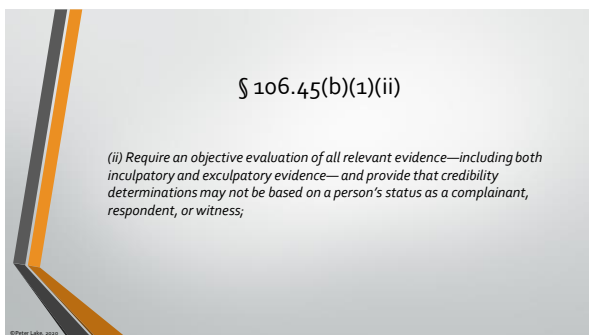 § 106.45(b)(1)(ii)
(ii) Require an objective evaluation of all relevant evidence—including both
inculpatory and exculpatory evidence— and provide that credibility
determinations may not be based on a person's status as a complainant,
respondent, or witness;
©Peter Lake, 2020